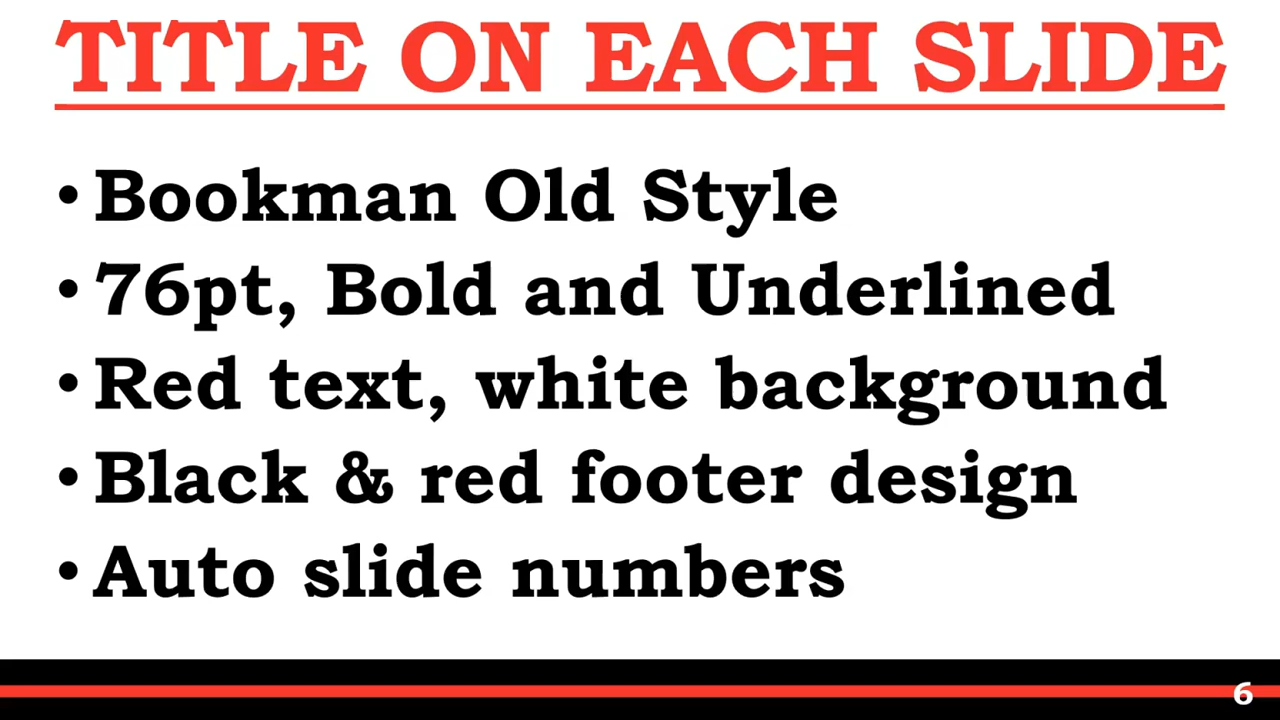 TITLE ON EACH SLIDE
• Bookman Old Style
• 76pt, Bold and Underlined
• Red text, white background
• Black & red footer design
• Auto slide numbers
6